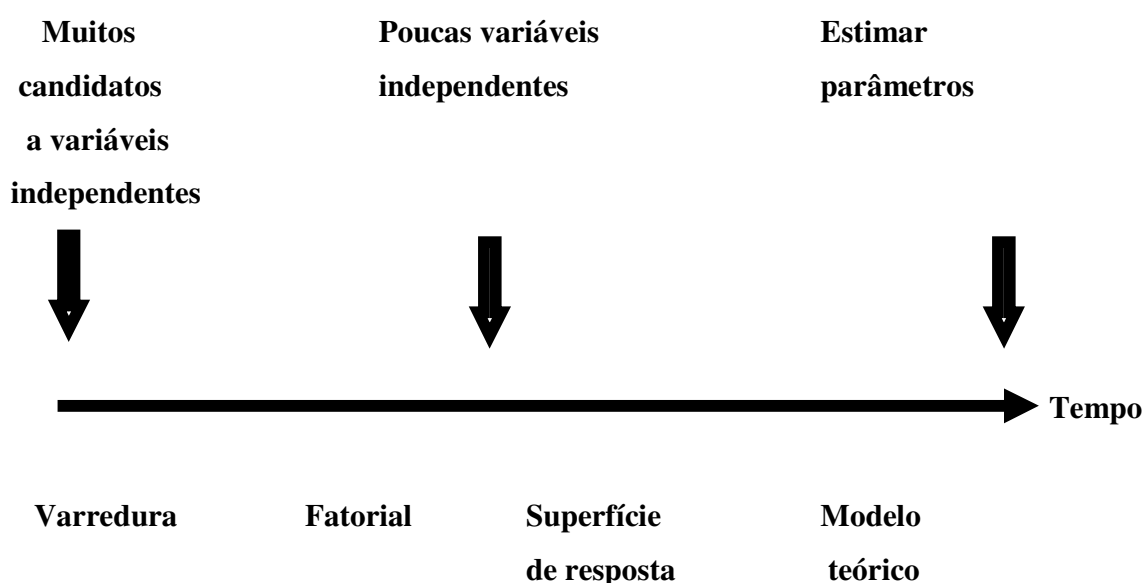 Muitos
candidatos
a variáveis
independentes
Poucas variáveis
independentes
Estimar
parâmetros
Tempo
Varredura
Fatorial
Superfície
de resposta
Modelo
teórico